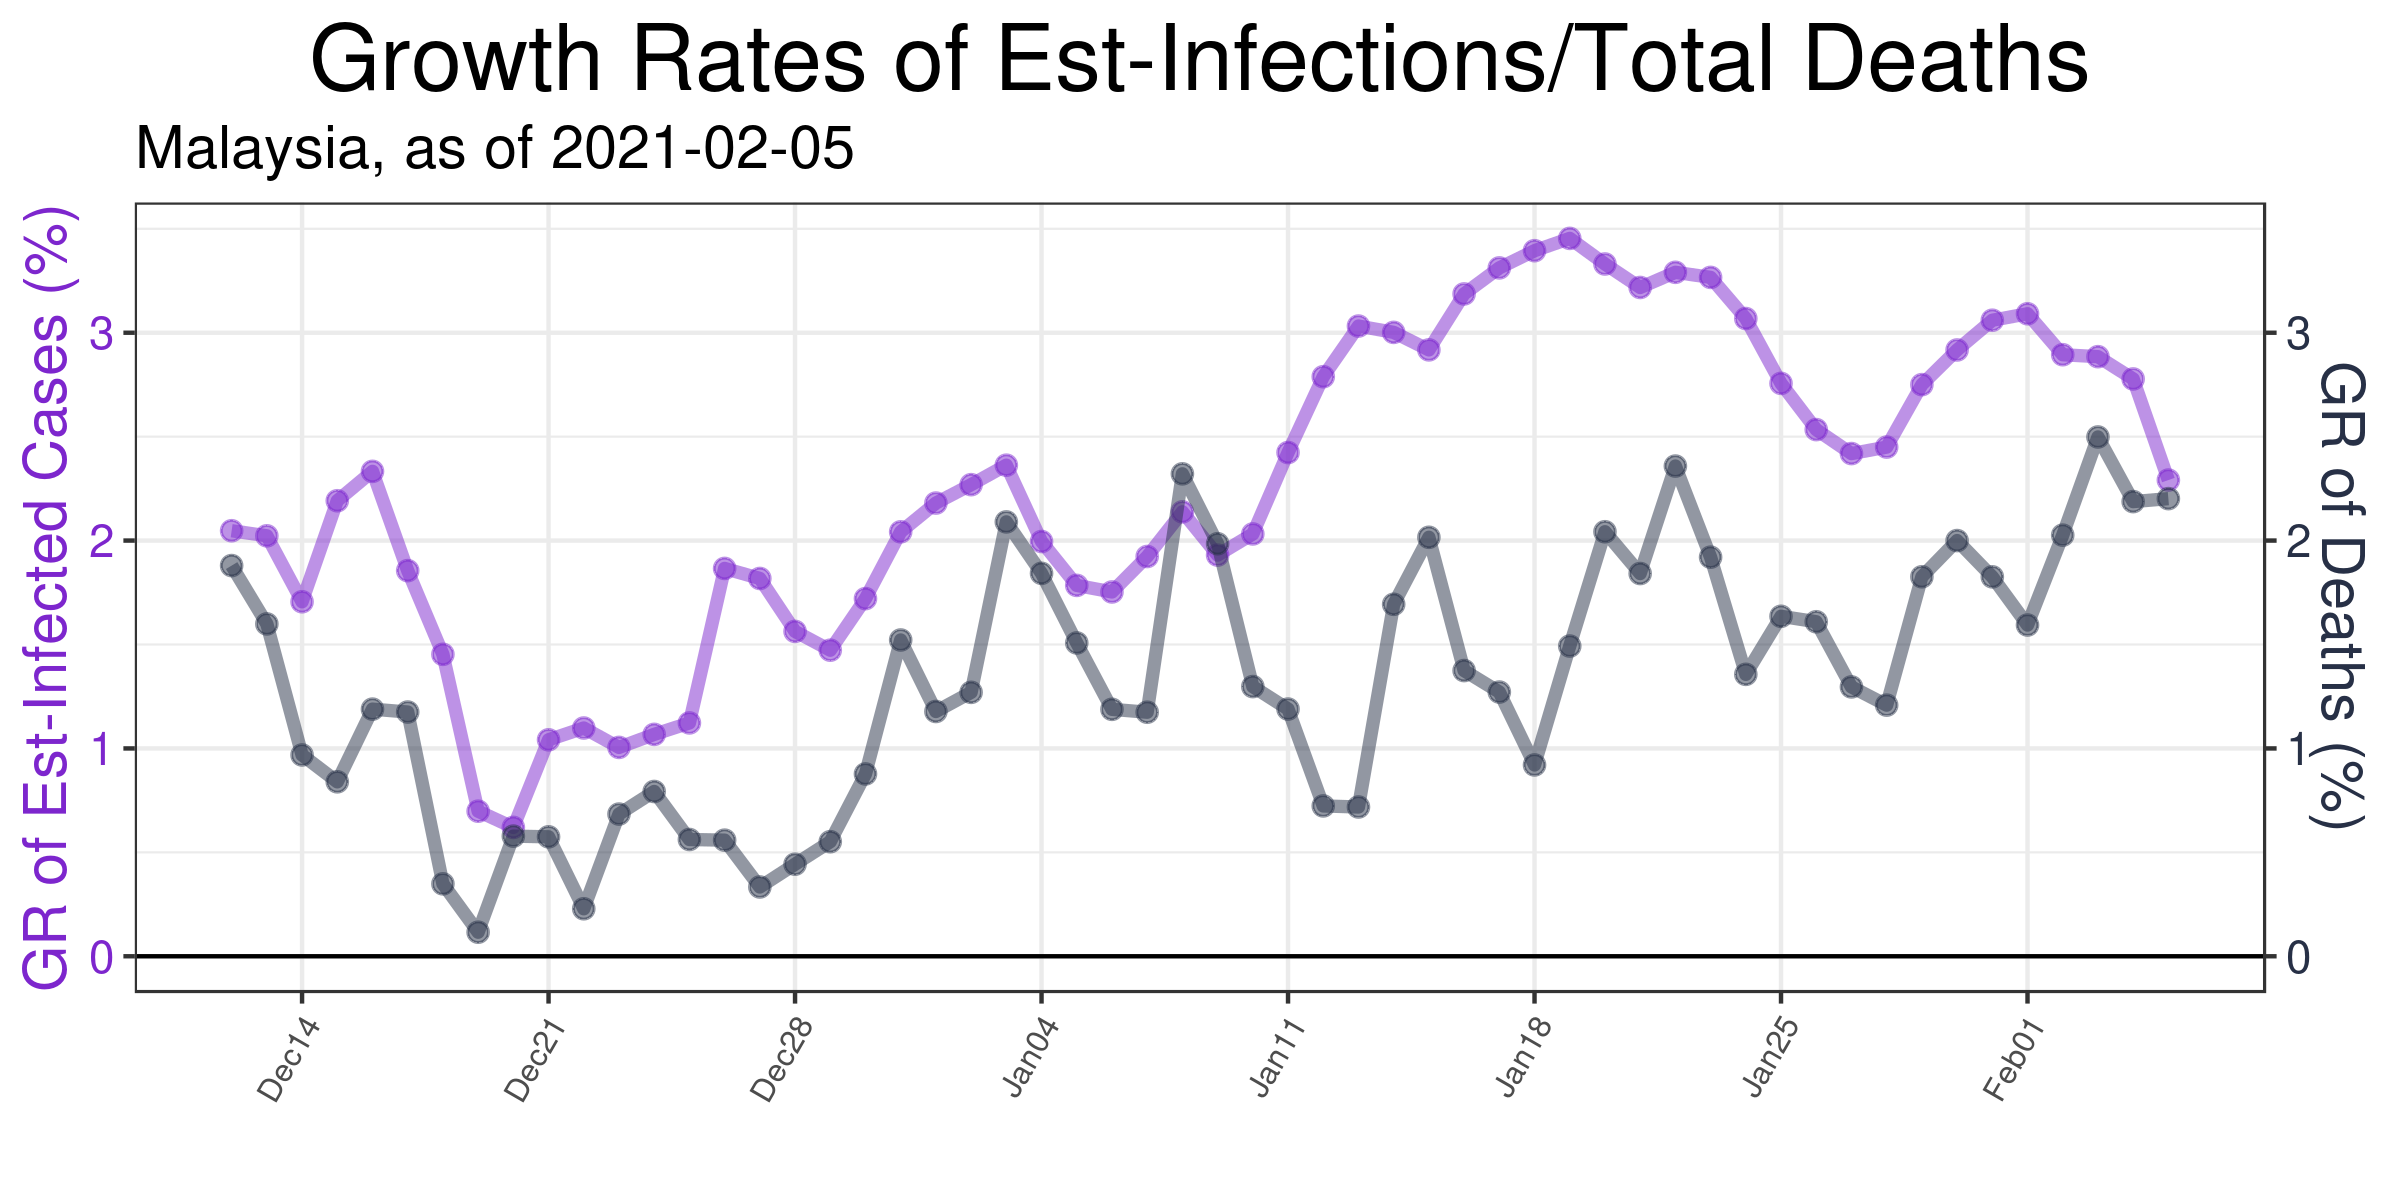 Growth Rates of Est-Infections/Total Deaths
Malaysia, as of 2021-02-05
GR of Est-Infected Cases (%)
3
2
1
0
3
2
1
0
GR of Deaths (%)
Dec14
Dec21
Dec28
Jan04
Jan11
Jan18
Jan25
Feb01